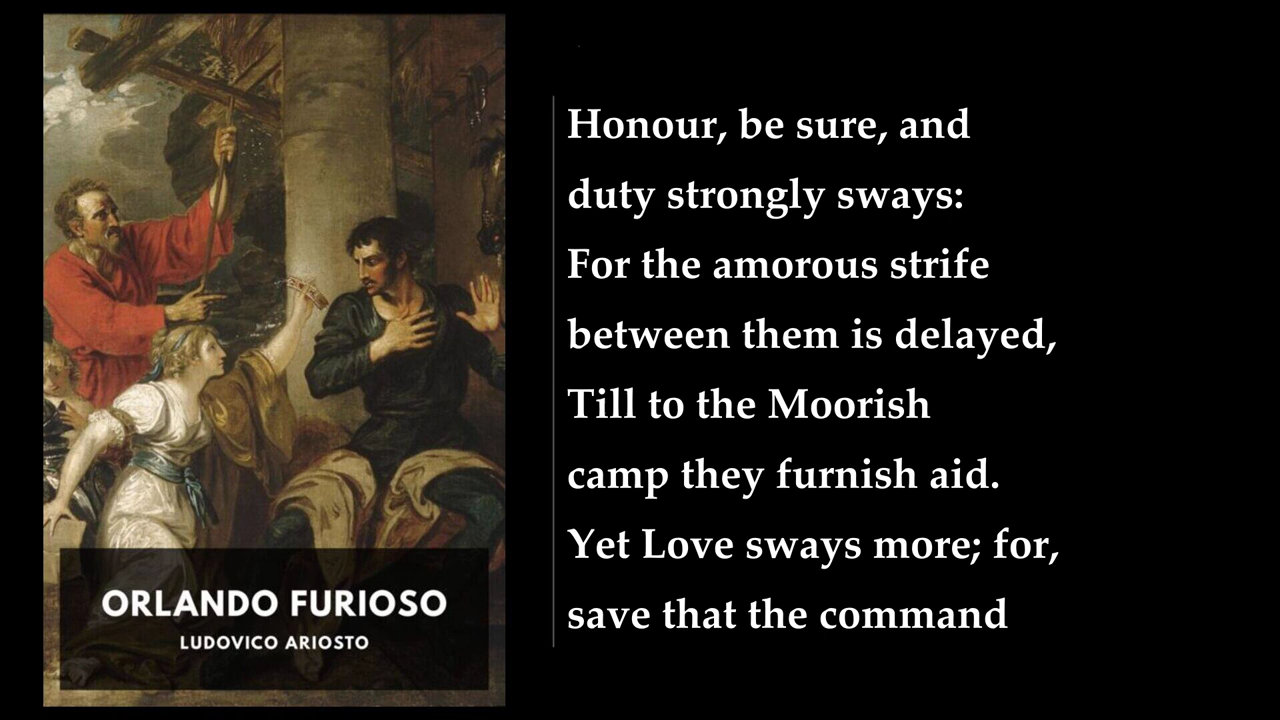 ORLANDO FURIOSO
LUDOVICO ARIOSTO
Honour, be sure, and
duty strongly sways:
For the amorous strife
between them is delayed,
Till to the Moorish
camp they furnish aid.
Yet Love sways more; for,
save that the command